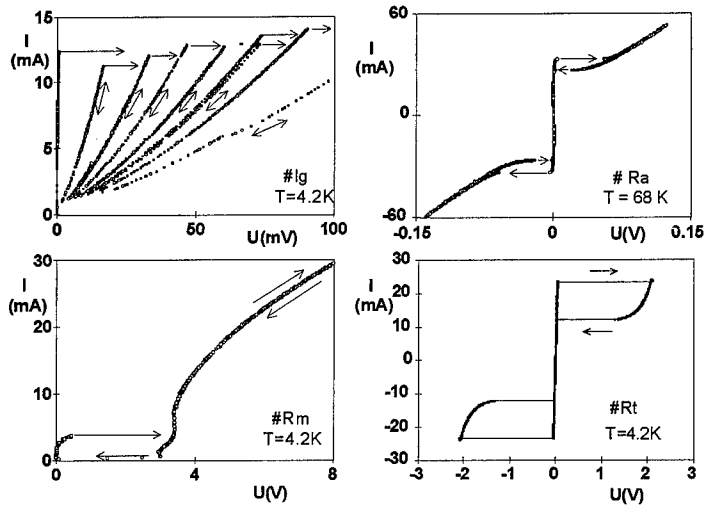 I
(mA)
15
10
5
0
0 20 40 60 80 100
U(mV)
#Ig
T=4.2K
I
(mA)
60
0
-60
-0.15 0 0.15
U(V)
# Ra
T = 68 K
I
(mA)
30
20
10
0
0 4 8
U(V)
#Rm
T=4.2K
I
(mA)
30
20
10
0
-10
-20
-30
-3 -2 -1 0 1 2 3
U(V)
#Rt
T=4.2K